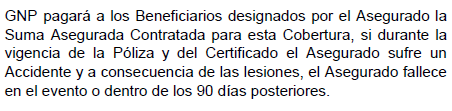 GNP pagará a los Beneficiarios designados por el Asegurado la
Suma Asegurada Contratada para esta Cobertura, si durante la
vigencia de la Póliza y del Certificado el Asegurado sufre un
Accidente y a consecuencia de las lesiones, el Asegurado fallece
en el evento o dentro de los 90 días posteriores.